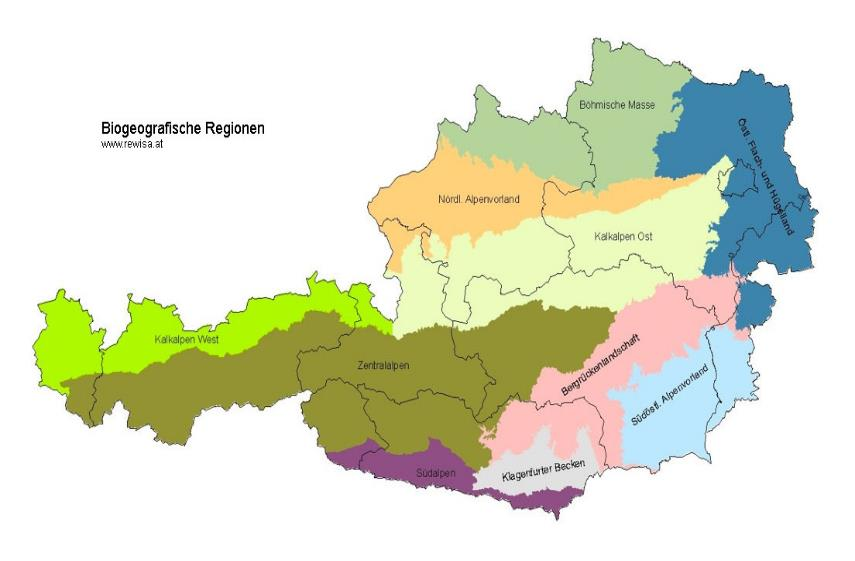 Biogeografische Regionen
www.rewisa.at
Böhmische Masse
Östl. Flach- und Hügelland
Nördl. Alpenvorland
Kalkalpen Ost
Kalkalpen West
Zentralalpen
Bergrückenlandschaft
Südöstl. Alpenvorland
Südalpen
Klagenfurter Becken